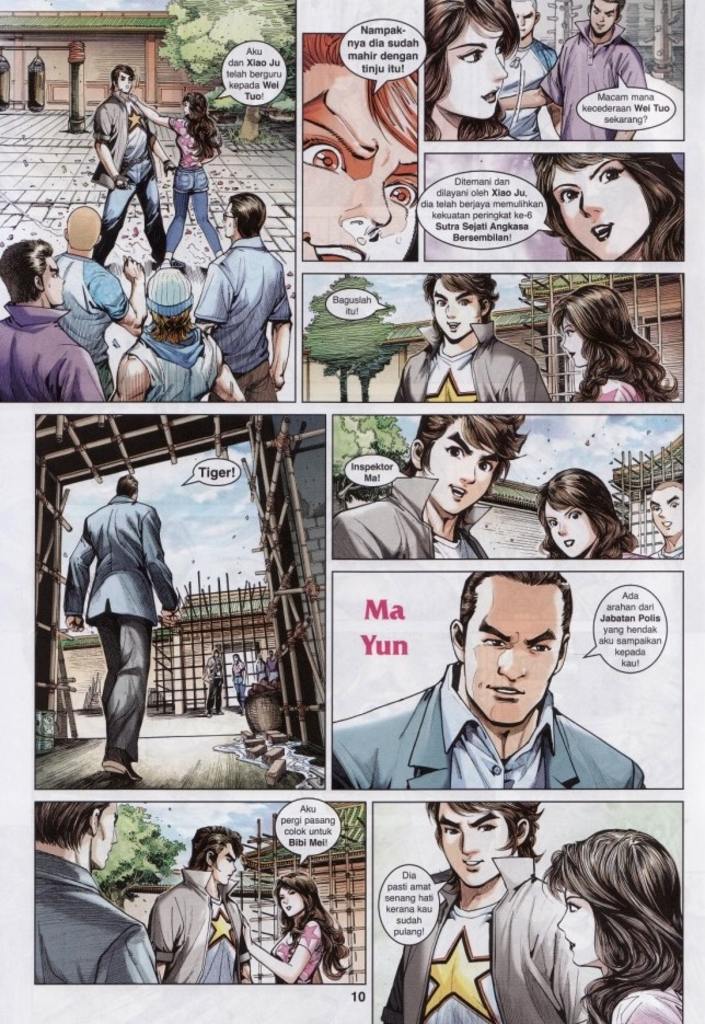 Aku
dan Xiao Ju
telah berguru
kepada Wei
Tuo!
Nampak-
nya dia sudah
mahir dengan
tinju itu!
Macam mana
kecederaan Wei Tuo
sekarang?
Ditemani dan
dilayani oleh Xiao Ju,
dia telah berjaya memulihkan
kekuatan peringkat ke-6
Sutra Sejati Angkasa
Bersembilan!
Baguslah
itu!
Tiger!
Inspektor
Ma!
Ma
Yun
Ada
arahan dari
Jabatan Polis
yang hendak
aku sampaikan
kepada
kau!
Aku
pergi pasang
colok untuk
Bibi Mei!
Dia
pasti amat
senang hati
kerana kau
sudah
pulang!
10